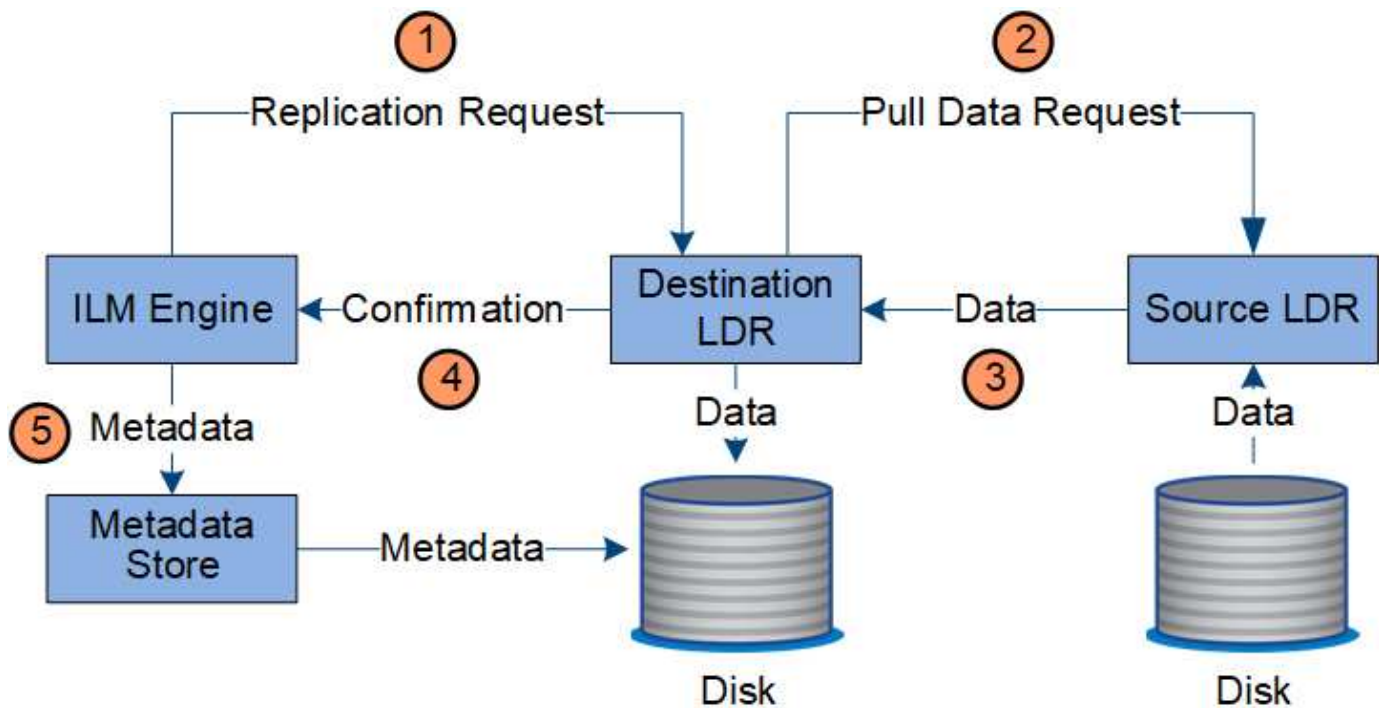 1
2
Replication Request
Pull Data Request
ILM Engine
Confirmation
Destination
LDR
Data
Source LDR
4
3
5
Metadata
Data
Data
Metadata
Store
Metadata
Disk
Disk